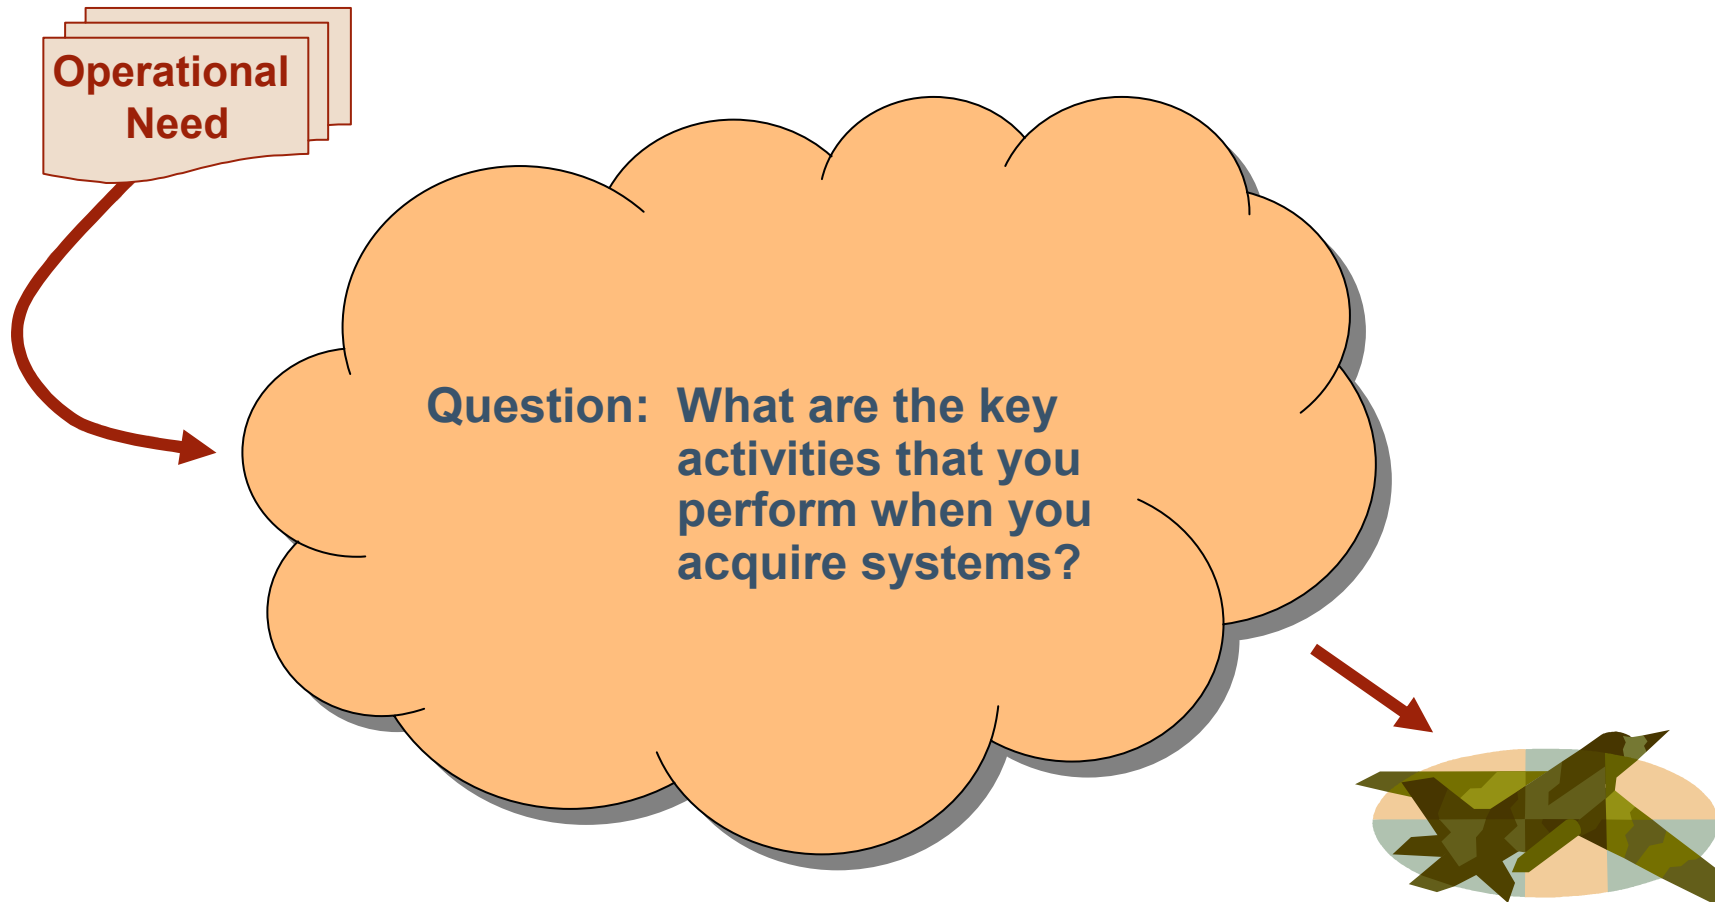 Operational
Need
Question: What are the key
activities that you
perform when you
acquire systems?